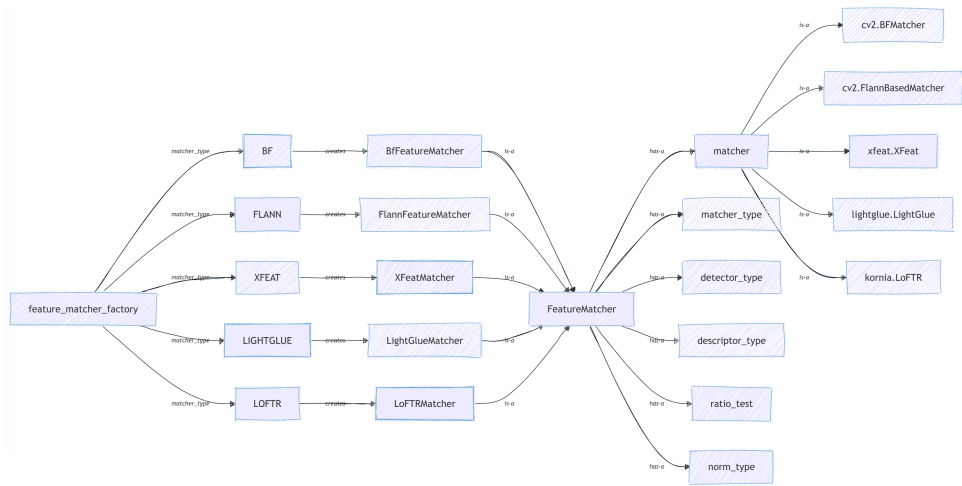 is-a
cv2.BFMatcher
is-a
cv2.FlannBasedMatcher
matcher_type
BF
creates
BfFeatureMatcher
is-a
has-a
matcher
is-a
xfeat.XFeat
matcher_type
FLANN
creates
FlannFeatureMatcher
is-a
has-a
matcher_type
is-a
lightglue.LightGlue
matcher_type
XFEAT
creates
XFeatMatcher
is-a
has-a
detector_type
is-a
kornia.LoFTR
feature_matcher_factory
FeatureMatcher
matcher_type
LIGHTGLUE
creates
LightGlueMatcher
is-a
has-a
descriptor_type
matcher_type
LOFTR
creates
LoFTRMatcher
is-a
has-a
ratio_test
has-a
norm_type